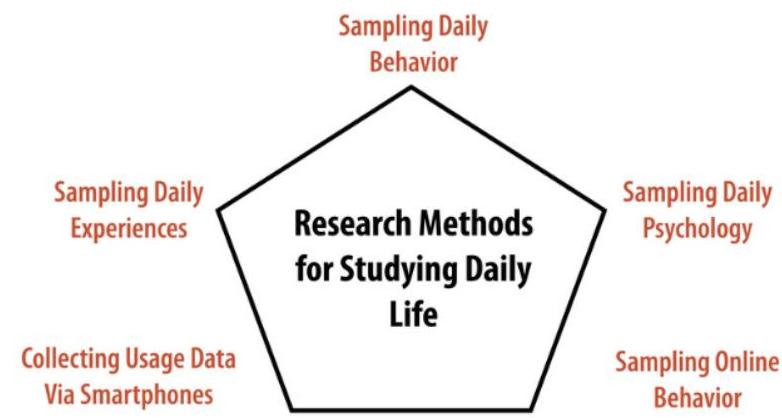 Sampling Daily
Behavior
Sampling Daily
Experiences
Sampling Daily
Psychology
Research Methods
for Studying Daily
Life
Collecting Usage Data
Via Smartphones
Sampling Online
Behavior